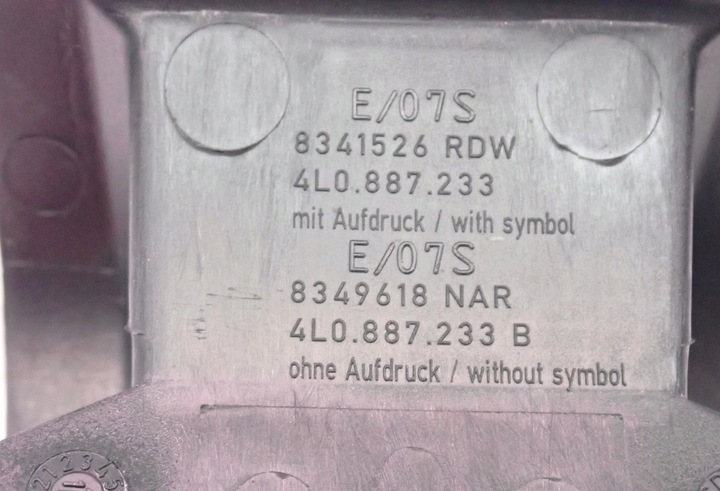 E/07S
8341526 RDW
4L0.887.233
mit Aufdruck / with symbol
E/07S
8349618 NAR
4L0.887.233 B
ohne Aufdruck / without symbol